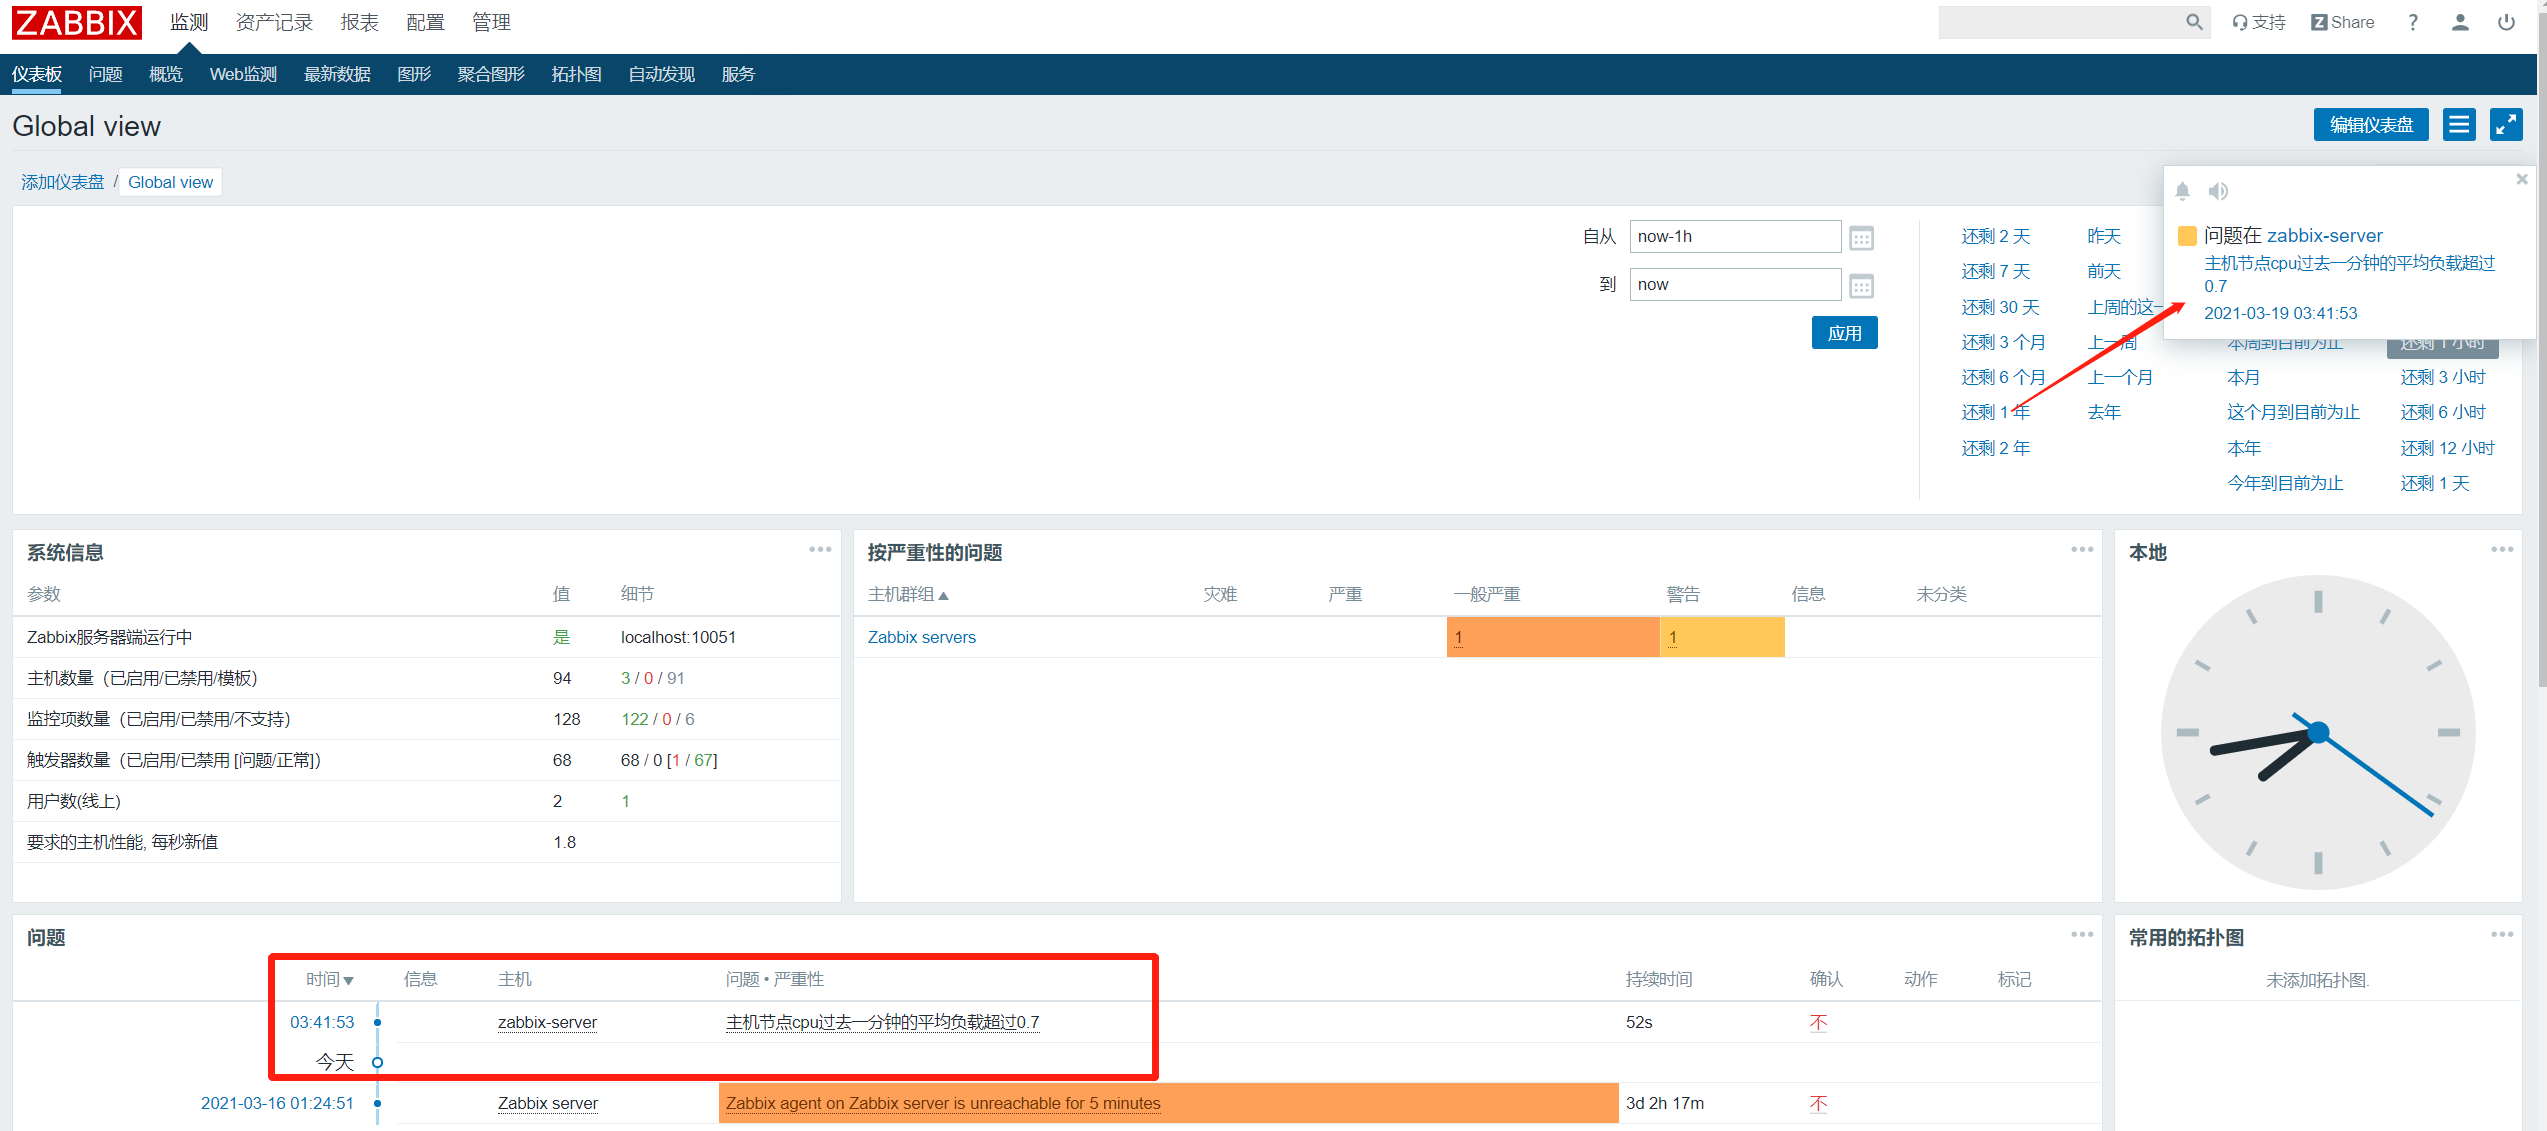 ZABBIX 监测 资产记录 报表 配置 管理 支持 Z Share ?
仪表板 问题 概览 Web监测 最新数据 图形 聚合图形 拓扑图 自动发现 服务
Global view 编辑仪表盘
添加仪表盘 / Global view
问题在 zabbix-server
主机节点cpu过去一分钟的平均负载超过
0.7
2021-03-19 03:41:53
自从 now-1h 还剩 2 天 昨天
还剩 7 天 前天
到 now
还剩 30 天 上周的这一
应用 还剩 3 个月 上一周 本周到目前为止 还剩 1 小时
还剩 6 个月 上一个月 本月 还剩 3 小时
还剩 1 年 去年 这个月到目前为止 还剩 6 小时
还剩 2 年 本年 还剩 12 小时
今年到目前为止 还剩 1 天
系统信息
参数 值 细节
Zabbix服务器端运行中 是 localhost:10051
主机数量（已启用/已禁用/模板) 94 3 / 0 / 91
监控项数量（已启用/已禁用/不支持) 128 122 / 0 / 6
触发器数量（已启用/已禁用 [问题/正常]) 68 68 / 0 [1 / 67]
用户数(线上) 2 1
要求的主机性能, 每秒新值 1.8
按严重性的问题
主机群组▲ 灾难 严重 一般严重 警告 信息 未分类
Zabbix servers 1 1
本地
问题
时间▼ 信息 主机 问题 • 严重性 持续时间 确认 动作 标记
03:41:53 zabbix-server 主机节点cpu过去一分钟的平均负载超过0.7 52s 不
今天
2021-03-16 01:24:51 Zabbix server Zabbix agent on Zabbix server is unreachable for 5 minutes 3d 2h 17m 不
常用的拓扑图
未添加拓扑图.